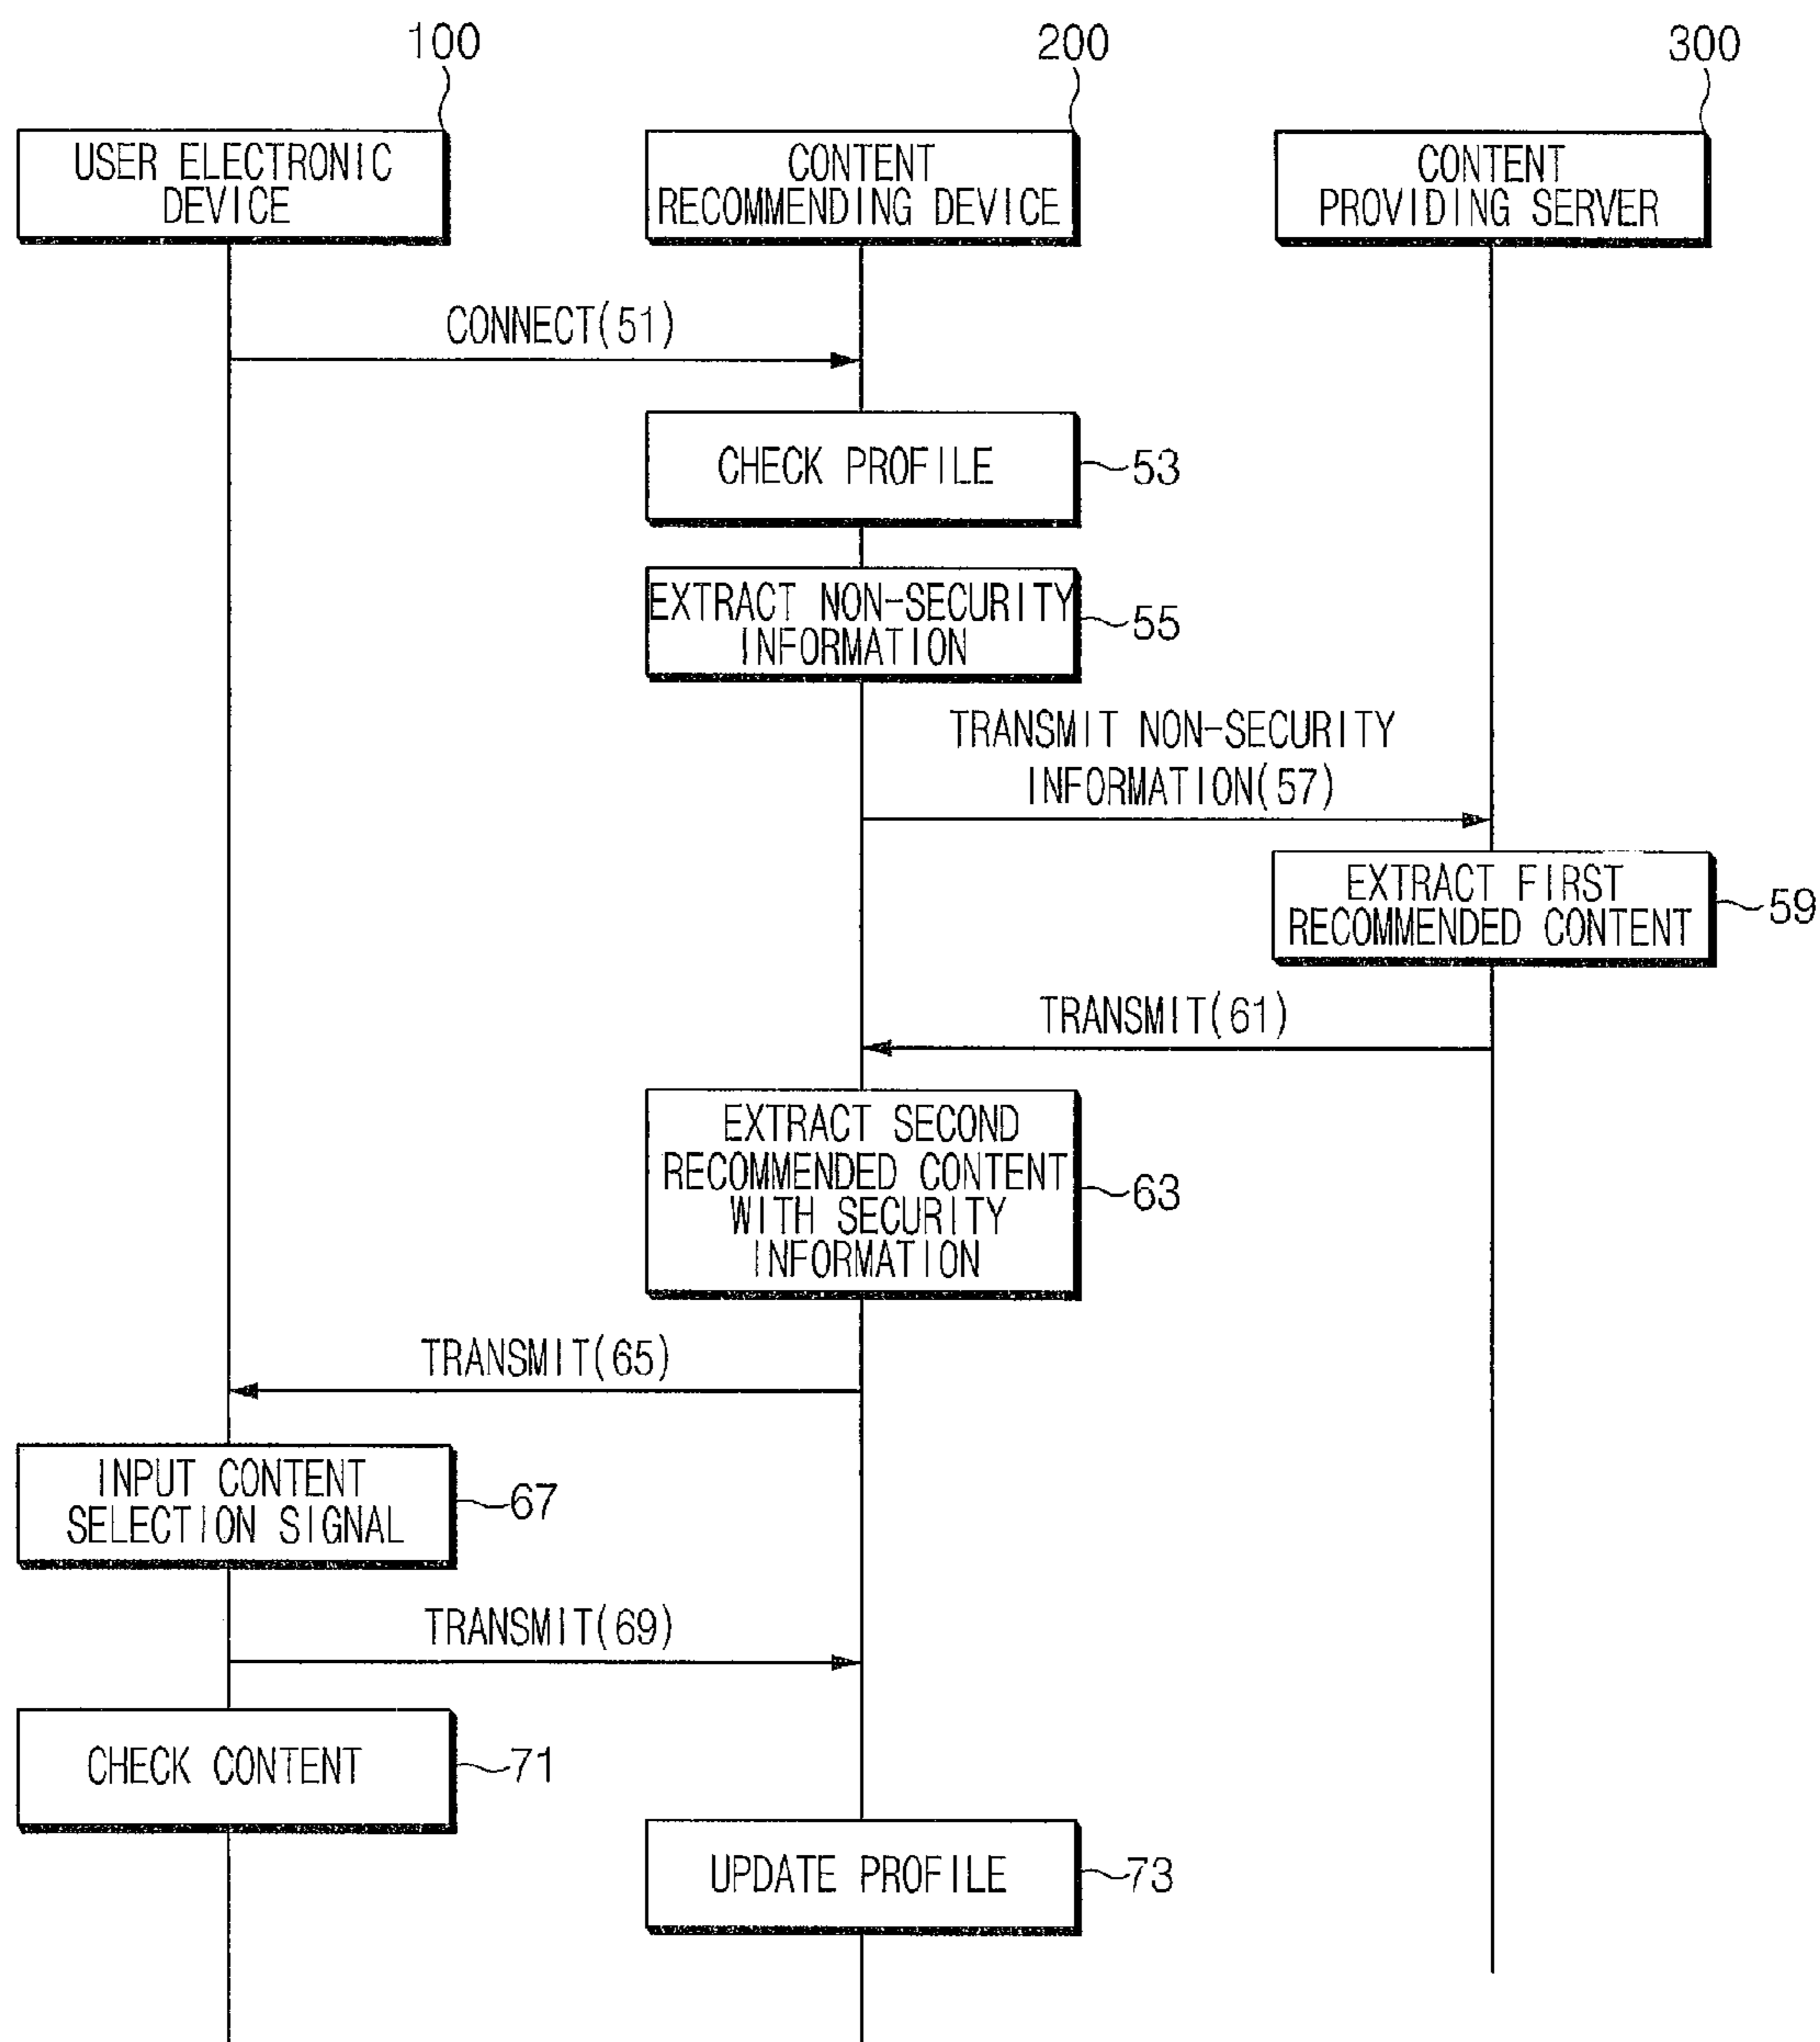 100
200
300
USER ELECTRONIC
DEVICE
CONTENT
RECOMMENDING DEVICE
CONTENT
PROVIDING SERVER
CONNECT(51)
CHECK PROFILE
53
EXTRACT NON-SECURITY
INFORMATION
55
TRANSMIT NON-SECURITY
INFORMATION(57)
EXTRACT FIRST
RECOMMENDED CONTENT
59
TRANSMIT(61)
EXTRACT SECOND
RECOMMENDED CONTENT
WITH SECURITY
INFORMATION
63
TRANSMIT(65)
INPUT CONTENT
SELECTION SIGNAL
67
TRANSMIT(69)
CHECK CONTENT
71
UPDATE PROFILE
73